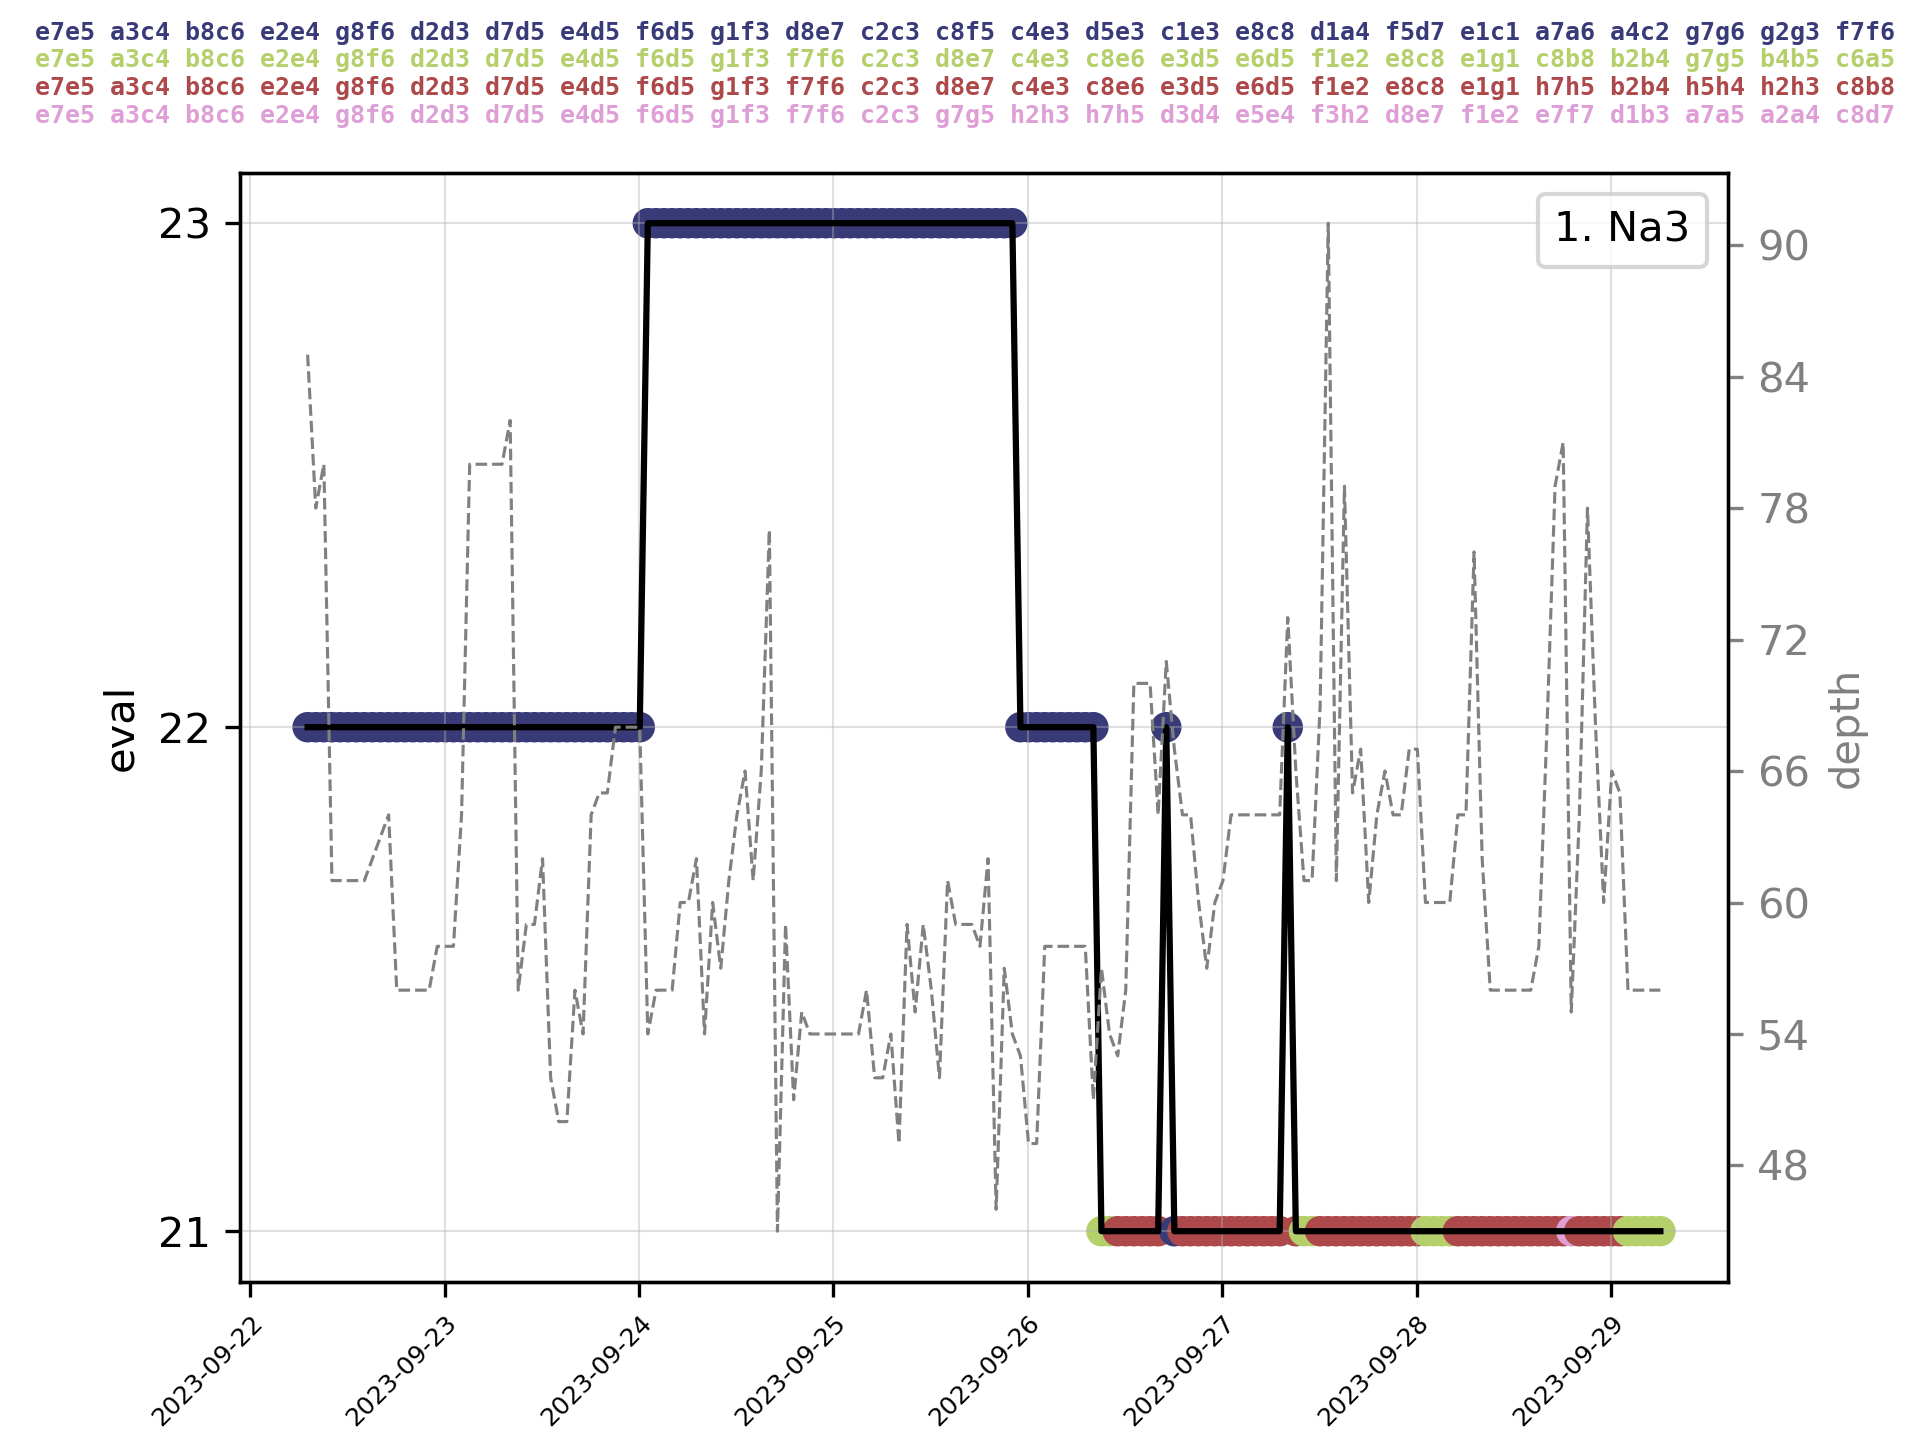 e7e5 a3c4 b8c6 e2e4 g8f6 d2d3 d7d5 e4d5 f6d5 g1f3 d8e7 c2c3 c8f5 c4e3 d5e3 c1e3 e8c8 d1a4 f5d7 e1c1 a7a6 a4c2 g7g6 g2g3 f7f6
e7e5 a3c4 b8c6 e2e4 g8f6 d2d3 d7d5 e4d5 f6d5 g1f3 f7f6 c2c3 d8e7 c4e3 c8e6 e3d5 e6d5 f1e2 e8c8 e1g1 c8b8 b2b4 g7g5 b4b5 c6a5
e7e5 a3c4 b8c6 e2e4 g8f6 d2d3 d7d5 e4d5 f6d5 g1f3 f7f6 c2c3 d8e7 c4e3 c8e6 e3d5 e6d5 f1e2 e8c8 e1g1 h7h5 b2b4 h5h4 h2h3 c8b8
e7e5 a3c4 b8c6 e2e4 g8f6 d2d3 d7d5 e4d5 f6d5 g1f3 f7f6 c2c3 g7g5 h2h3 h7h5 d3d4 e5e4 f3h2 d8e7 f1e2 e7f7 d1b3 a7a5 a2a4 c8d7
1. Na3
23
22
21
eval
90
84
78
72
66
60
54
48
depth
2023-09-22
2023-09-23
2023-09-24
2023-09-25
2023-09-26
2023-09-27
2023-09-28
2023-09-29